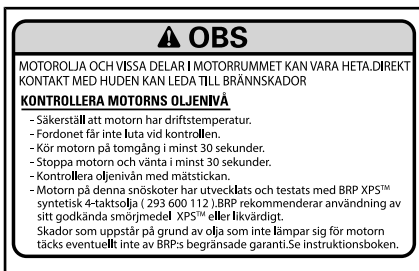 ⚠ OBS
MOTOROLJA OCH VISSA DELAR I MOTORRUMMET KAN VARA HETA.DIREKT
KONTAKT MED HUDEN KAN LEDA TILL BRÄNNSKADOR
KONTROLLERA MOTORNS OLJENIVÅ
- Säkerställ att motorn har driftstemperatur.
- Fordonet får inte luta vid kontrollen.
- Kör motorn på tomgång i minst 30 sekunder.
- Stoppa motorn och vänta i minst 30 sekunder.
- Kontrollera oljenivån med mätstickan.
- Motorn på denna snöskoter har utvecklats och testats med BRP XPS™
syntetisk 4-taktsolja ( 293 600 112 ).BRP rekommenderar användning av
sitt godkända smörjmedel XPS™ eller likvärdigt.
Skador som uppstår på grund av olja som inte lämpar sig för motorn
täcks eventuellt inte av BRP:s begränsade garanti.Se instruktionsboken.